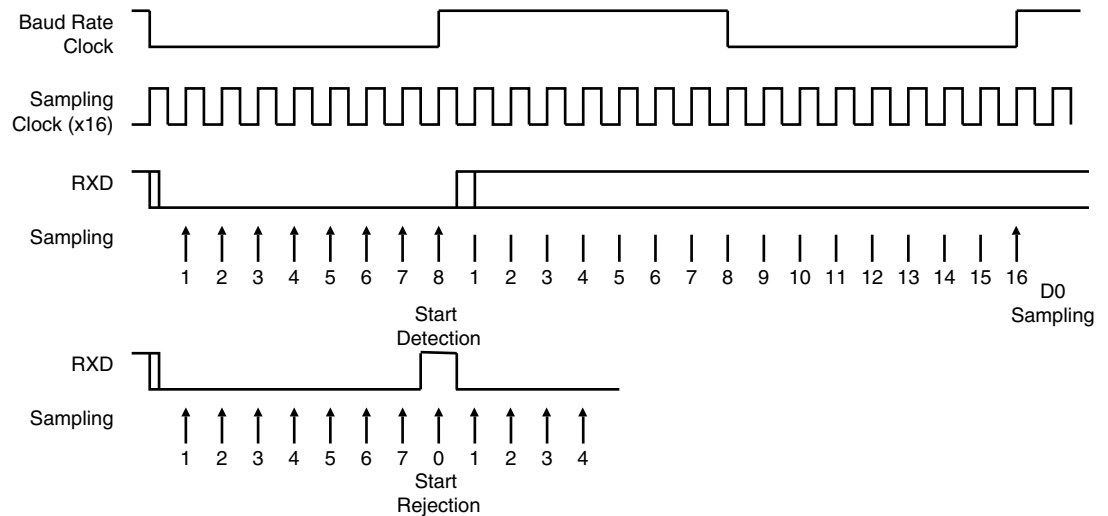 Baud Rate
Clock
Sampling
Clock (x16)
RXD
Sampling
1 2 3 4 5 6 7 8 1 2 3 4 5 6 7 8 9 10 11 12 13 14 15 16
D0
Sampling
Start
Detection
RXD
Sampling
1 2 3 4 5 6 7 0 1 2 3 4
Start
Rejection